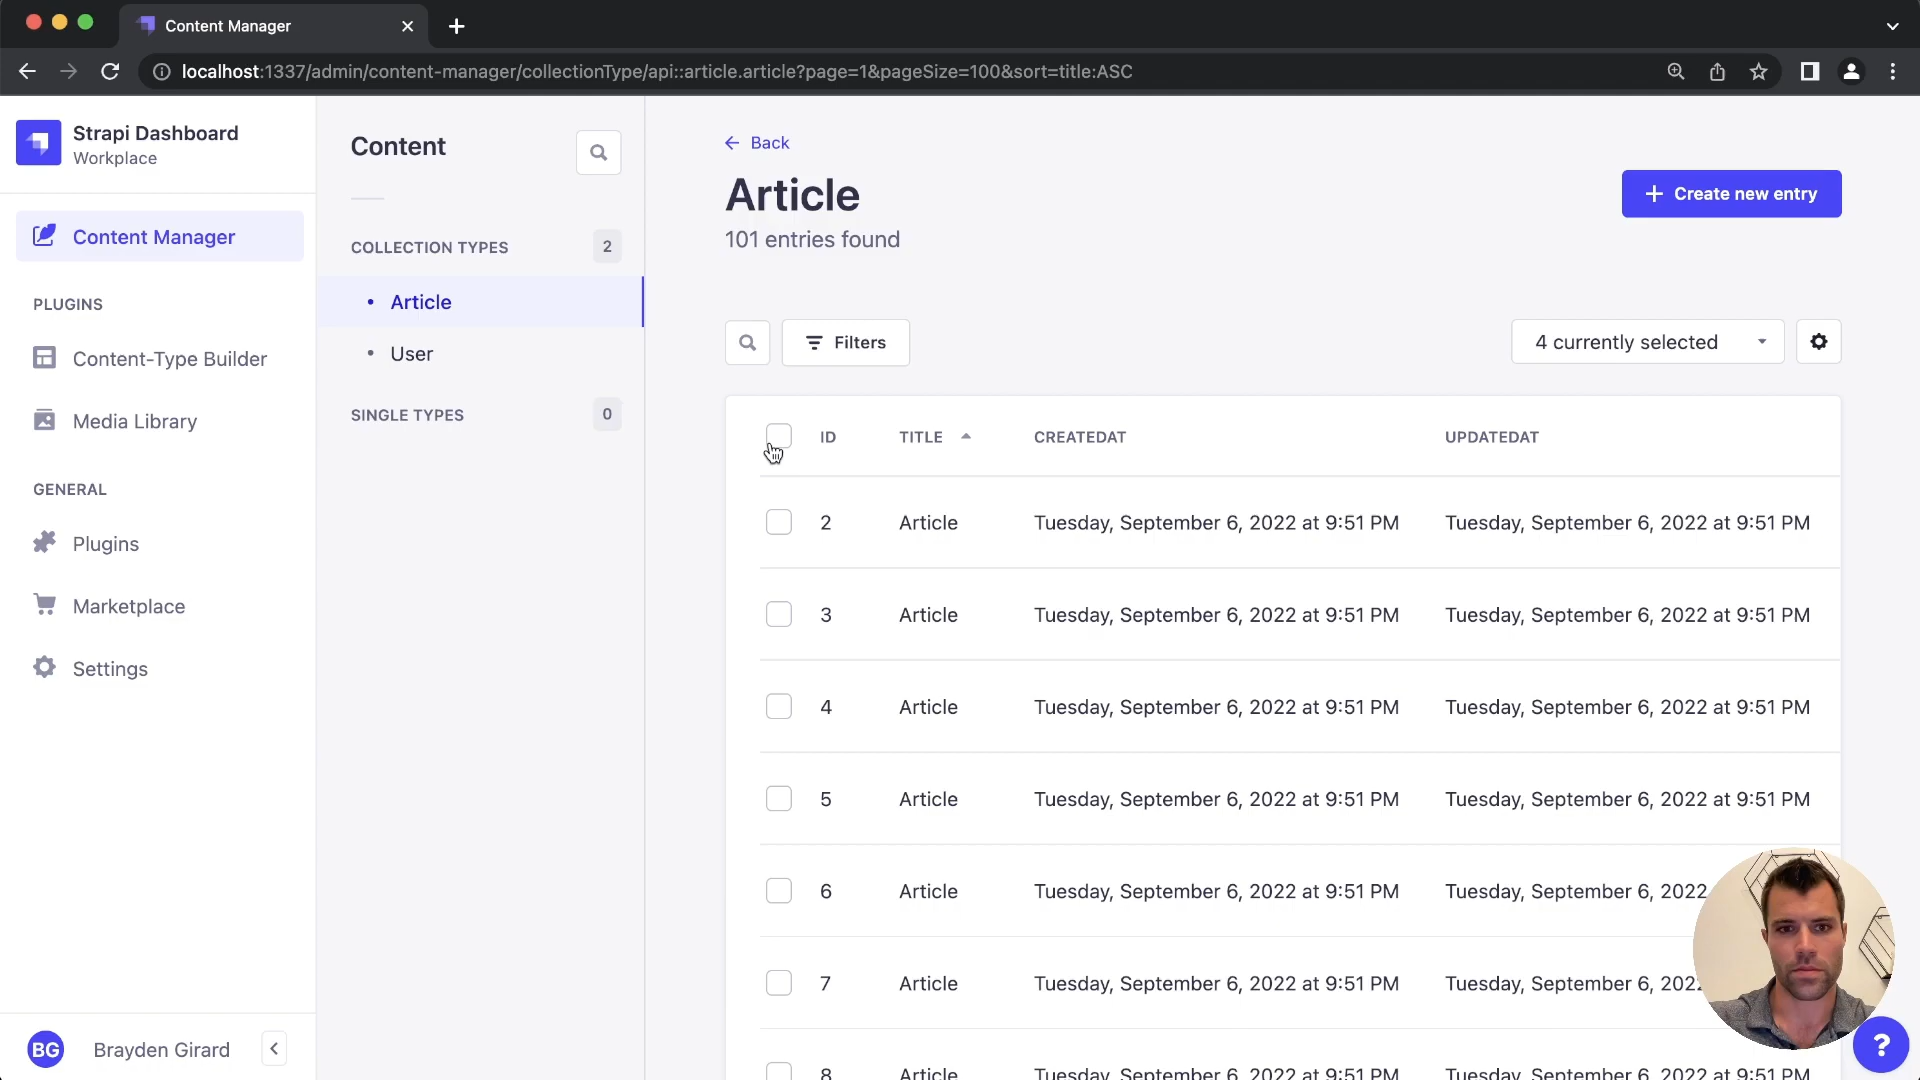 Content Manager
localhost:1337/admin/content-manager/collectionType/api::article.article?page=1&pageSize=100&sort=title:ASC
Strapi Dashboard
Workplace
Content Manager
PLUGINS
Content-Type Builder
Media Library
GENERAL
Plugins
Marketplace
Settings
BG Brayden Girard
Content
COLLECTION TYPES 2
Article
User
SINGLE TYPES 0
Back
Article
101 entries found
Create new entry
Filters
4 currently selected
ID TITLE CREATEDAT UPDATEDAT
2 Article Tuesday, September 6, 2022 at 9:51 PM Tuesday, September 6, 2022 at 9:51 PM
3 Article Tuesday, September 6, 2022 at 9:51 PM Tuesday, September 6, 2022 at 9:51 PM
4 Article Tuesday, September 6, 2022 at 9:51 PM Tuesday, September 6, 2022 at 9:51 PM
5 Article Tuesday, September 6, 2022 at 9:51 PM Tuesday, September 6, 2022 at 9:51 PM
6 Article Tuesday, September 6, 2022 at 9:51 PM Tuesday, September 6, 2022
7 Article Tuesday, September 6, 2022 at 9:51 PM Tuesday, September 6, 202
8 Article Tuesday, September 6, 2022 at 9:51 PM Tuesday, September 6, 2022 at 9:51 PM
?